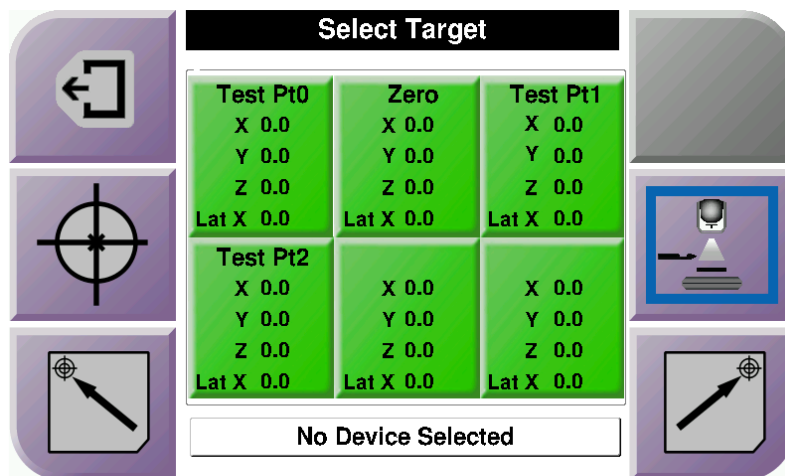 Select Target
Test Pt0
X 0.0
Y 0.0
Z 0.0
Lat X 0.0
Zero
X 0.0
Y 0.0
Z 0.0
Lat X 0.0
Test Pt1
X 0.0
Y 0.0
Z 0.0
Lat X 0.0
Test Pt2
X 0.0
Y 0.0
Z 0.0
Lat X 0.0
X 0.0
Y 0.0
Z 0.0
Lat X 0.0
X 0.0
Y 0.0
Z 0.0
Lat X 0.0
No Device Selected